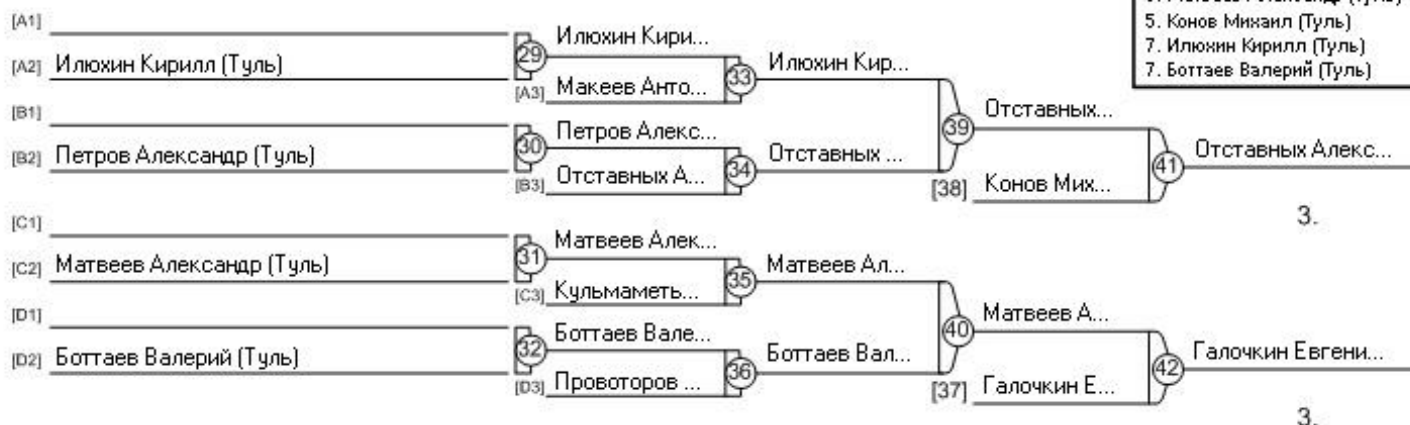 5. Конов Михаил (Туль)
7. Илюхин Кирилл (Туль)
7. Боттаев Валерий (Туль)
[A1]
[A2] Илюхин Кирилл (Туль)
29
Илюхин Кири...
[A3] Макеев Анто...
33
Илюхин Кир...
[B1]
[B2] Петров Александр (Туль)
30
Петров Алекс...
[B3] Отставных А...
34
Отставных ...
39
Отставных...
[38] Конов Мих...
41
Отставных Алекс...
3.
[C1]
[C2] Матвеев Александр (Туль)
31
Матвеев Алек...
[C3] Кульмаметь...
35
Матвеев Ал...
[D1]
[D2] Боттаев Валерий (Туль)
32
Боттаев Вале...
[D3] Провоторов ...
36
Боттаев Вал...
40
Матвеев А...
[37] Галочкин Е...
42
Галочкин Евгени...
3.